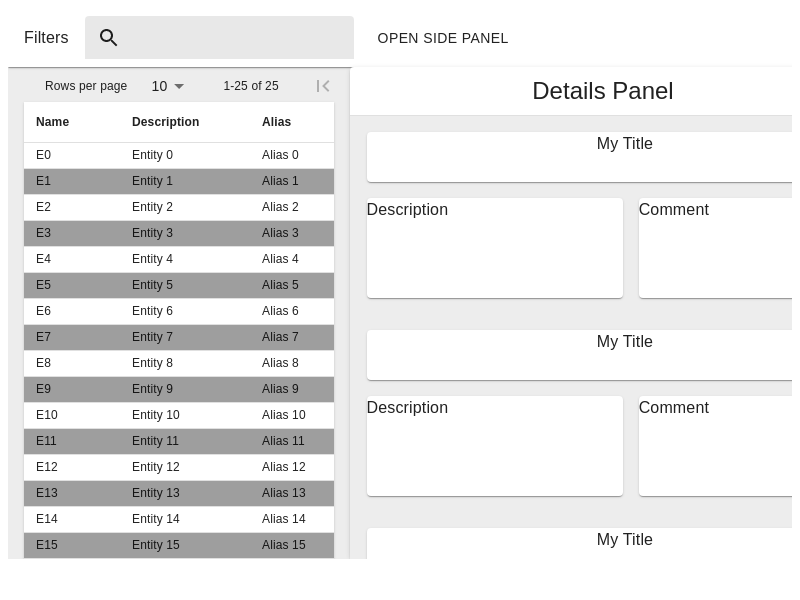 Filters
OPEN SIDE PANEL
Rows per page 10 1-25 of 25
Name Description Alias
E0 Entity 0 Alias 0
E1 Entity 1 Alias 1
E2 Entity 2 Alias 2
E3 Entity 3 Alias 3
E4 Entity 4 Alias 4
E5 Entity 5 Alias 5
E6 Entity 6 Alias 6
E7 Entity 7 Alias 7
E8 Entity 8 Alias 8
E9 Entity 9 Alias 9
E10 Entity 10 Alias 10
E11 Entity 11 Alias 11
E12 Entity 12 Alias 12
E13 Entity 13 Alias 13
E14 Entity 14 Alias 14
E15 Entity 15 Alias 15
Details Panel
My Title
Description Comment
My Title
Description Comment
My Title